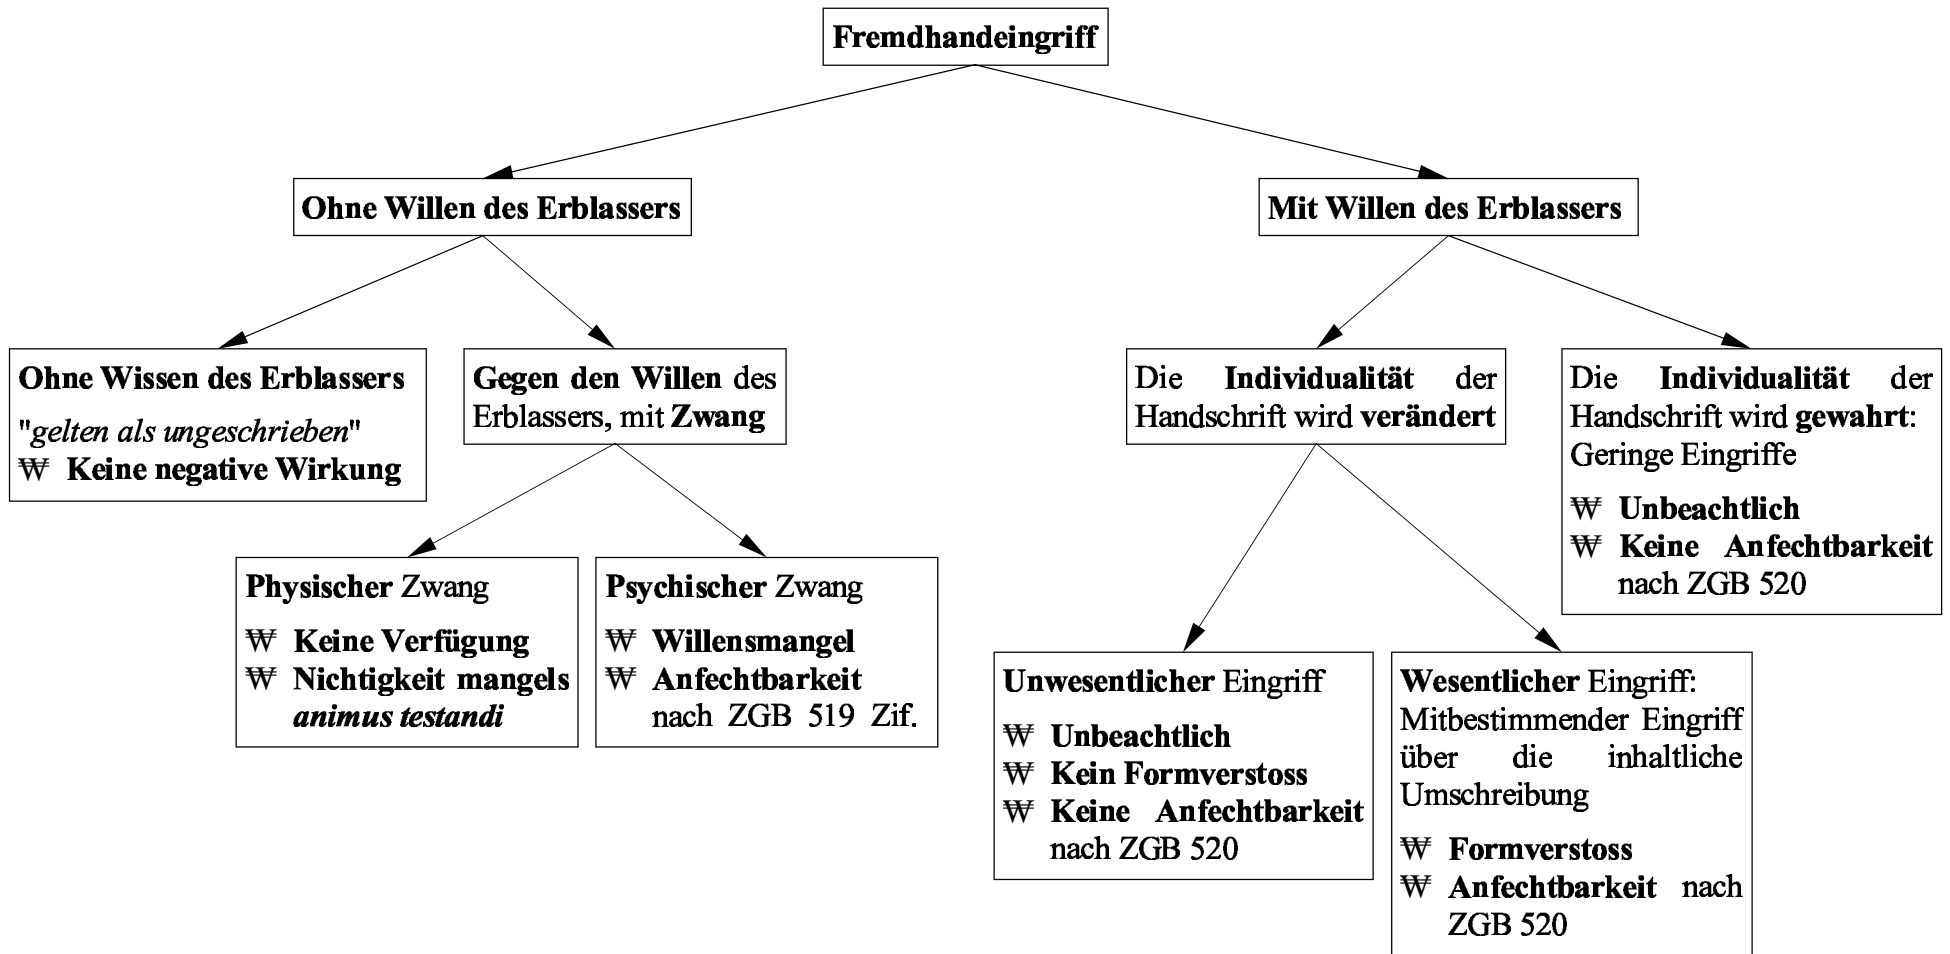 Fremdhandeingriff
Ohne Willen des Erblassers
Mit Willen des Erblassers
Ohne Wissen des Erblassers
"gelten als ungeschrieben"
₩ Keine negative Wirkung
Gegen den Willen des
Erblassers, mit Zwang
Die Individualität der
Handschrift wird verändert
Die Individualität der
Handschrift wird gewahrt:
Geringe Eingriffe
₩ Unbeachtlich
₩ Keine Anfechtbarkeit
nach ZGB 520
Physischer Zwang
₩ Keine Verfügung
₩ Nichtigkeit mangels
animus testandi
Psychischer Zwang
₩ Willensmangel
₩ Anfechtbarkeit
nach ZGB 519 Zif.
Unwesentlicher Eingriff
₩ Unbeachtlich
₩ Kein Formverstoss
₩ Keine Anfechtbarkeit
nach ZGB 520
Wesentlicher Eingriff:
Mitbestimmender Eingriff
über die inhaltliche
Umschreibung
₩ Formverstoss
₩ Anfechtbarkeit nach
ZGB 520